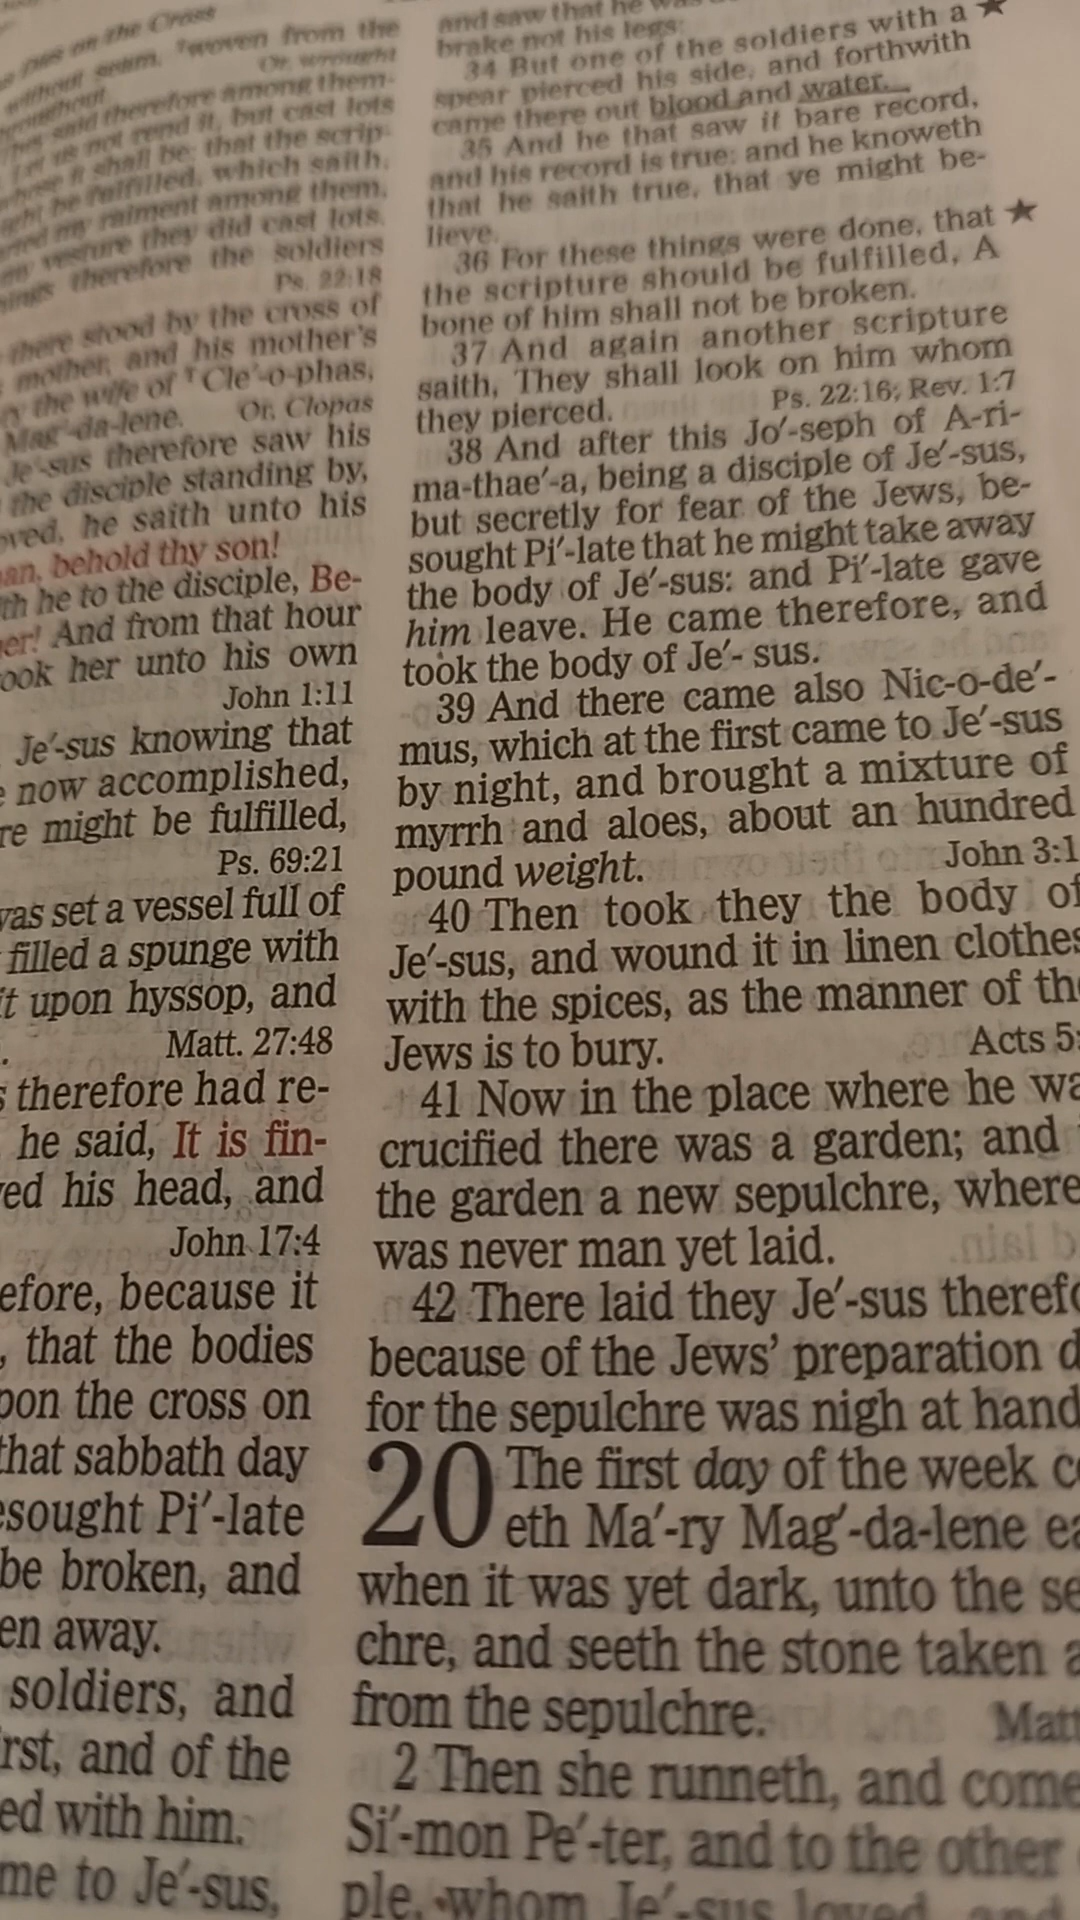 Dies on the Cross
without seam, woven from the
throughout. Or, wrought
said therefore among them-
Let us not rend it, but cast lots
whose it shall be: that the scrip-
might be fulfilled, which saith,
my raiment among them,
my vesture they did cast lots.
things therefore the soldiers
Ps. 22:18
there stood by the cross of
mother, and his mother's
the wife of Cle′-o-phas,
Mag′-da-lene. Or, Clopas
Je′-sus therefore saw his
the disciple standing by,
oved, he saith unto his
an, behold thy son!
th he to the disciple, Be-
er! And from that hour
ook her unto his own
John 1:11
Je′-sus knowing that
now accomplished,
re might be fulfilled,
Ps. 69:21
was set a vessel full of
filled a spunge with
it upon hyssop, and
. Matt. 27:48
s therefore had re-
he said, It is fin-
ed his head, and
John 17:4
efore, because it
, that the bodies
pon the cross on
that sabbath day
esought Pi′-late
be broken, and
en away.
soldiers, and
rst, and of the
ed with him.
me to Je′-sus,
and saw that he was
brake not his legs:
34 But one of the soldiers with a ★
spear pierced his side, and forthwith
came there out blood and water.
35 And he that saw it bare record,
and his record is true: and he knoweth
that he saith true, that ye might be-
lieve.
36 For these things were done, that ★
the scripture should be fulfilled, A
bone of him shall not be broken.
37 And again another scripture
saith, They shall look on him whom
they pierced. Ps. 22:16; Rev. 1:7
38 And after this Jo′-seph of A-ri-
ma-thae′-a, being a disciple of Je′-sus,
but secretly for fear of the Jews, be-
sought Pi′-late that he might take away
the body of Je′-sus: and Pi′-late gave
him leave. He came therefore, and
took the body of Je′- sus.
39 And there came also Nic-o-de′-
mus, which at the first came to Je′-sus
by night, and brought a mixture of
myrrh and aloes, about an hundred
pound weight. John 3:1
40 Then took they the body of
Je′-sus, and wound it in linen clothes
with the spices, as the manner of the
Jews is to bury. Acts 5:
41 Now in the place where he wa
crucified there was a garden; and
the garden a new sepulchre, where
was never man yet laid.
42 There laid they Je′-sus therefo
because of the Jews’ preparation d
for the sepulchre was nigh at hand
20 The first day of the week c
eth Ma′-ry Mag′-da-lene ea
when it was yet dark, unto the se
chre, and seeth the stone taken a
from the sepulchre. Matt
2 Then she runneth, and come
Si′-mon Pe′-ter, and to the other
ple, whom Je′-sus loved, and